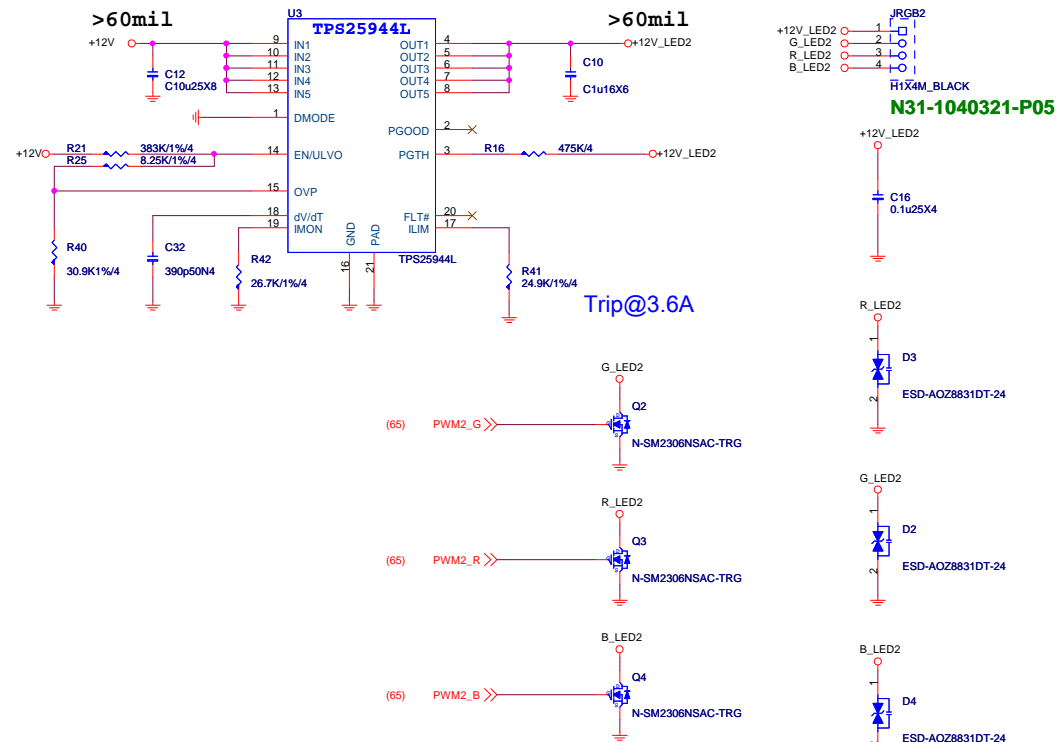 >60mil
>60mil
U3
TPS25944L
+12V
9 IN1
10 IN2
11 IN3
12 IN4
13 IN5
OUT1 4
OUT2 5
OUT3 6
OUT4 7
OUT5 8
+12V_LED2
C12
C10u25X8
C10
C1u16X6
1 DMODE
PGOOD 2
+12V
R21 383K/1%/4
R25 8.25K/1%/4
14 EN/ULVO
PGTH 3
R16 475K/4
+12V_LED2
15 OVP
18 dV/dT
19 IMON
FLT# 20
ILIM 17
GND 16
PAD 21
TPS25944L
R40
30.9K1%/4
C32
390p50N4
R42
26.7K/1%/4
R41
24.9K/1%/4
Trip@3.6A
JRGB2
+12V_LED2 1
G_LED2 2
R_LED2 3
B_LED2 4
H1X4M_BLACK
N31-1040321-P05
+12V_LED2
C16
0.1u25X4
R_LED2
1
D3
ESD-AOZ8831DT-24
2
G_LED2
Q2
(65) PWM2_G
N-SM2306NSAC-TRG
G_LED2
1
D2
ESD-AOZ8831DT-24
2
R_LED2
Q3
(65) PWM2_R
N-SM2306NSAC-TRG
B_LED2
Q4
(65) PWM2_B
N-SM2306NSAC-TRG
B_LED2
1
D4
ESD-AOZ8831DT-24